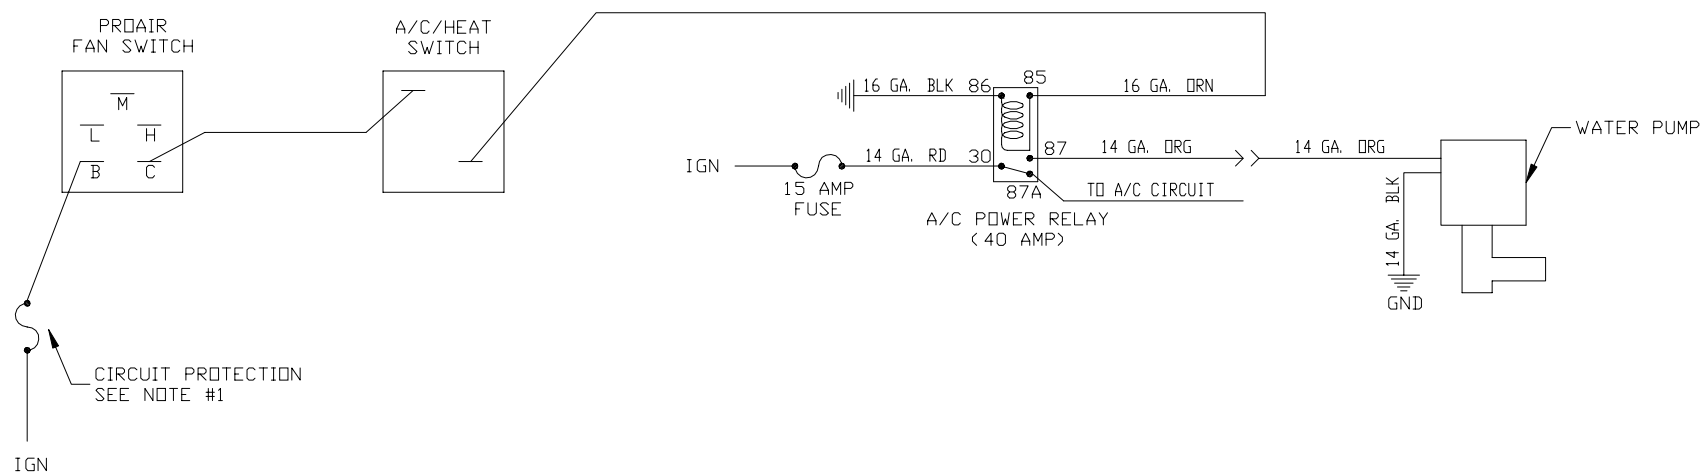 PROAIR
FAN SWITCH
M
L
H
B
C
A/C/HEAT
SWITCH
16 GA. BLK
86
85
16 GA. ORN
IGN
15 AMP
FUSE
14 GA. RD
30
87
87A
14 GA. ORG
14 GA. ORG
TO A/C CIRCUIT
A/C POWER RELAY
(40 AMP)
WATER PUMP
14 GA. BLK
GND
CIRCUIT PROTECTION
SEE NOTE #1
IGN